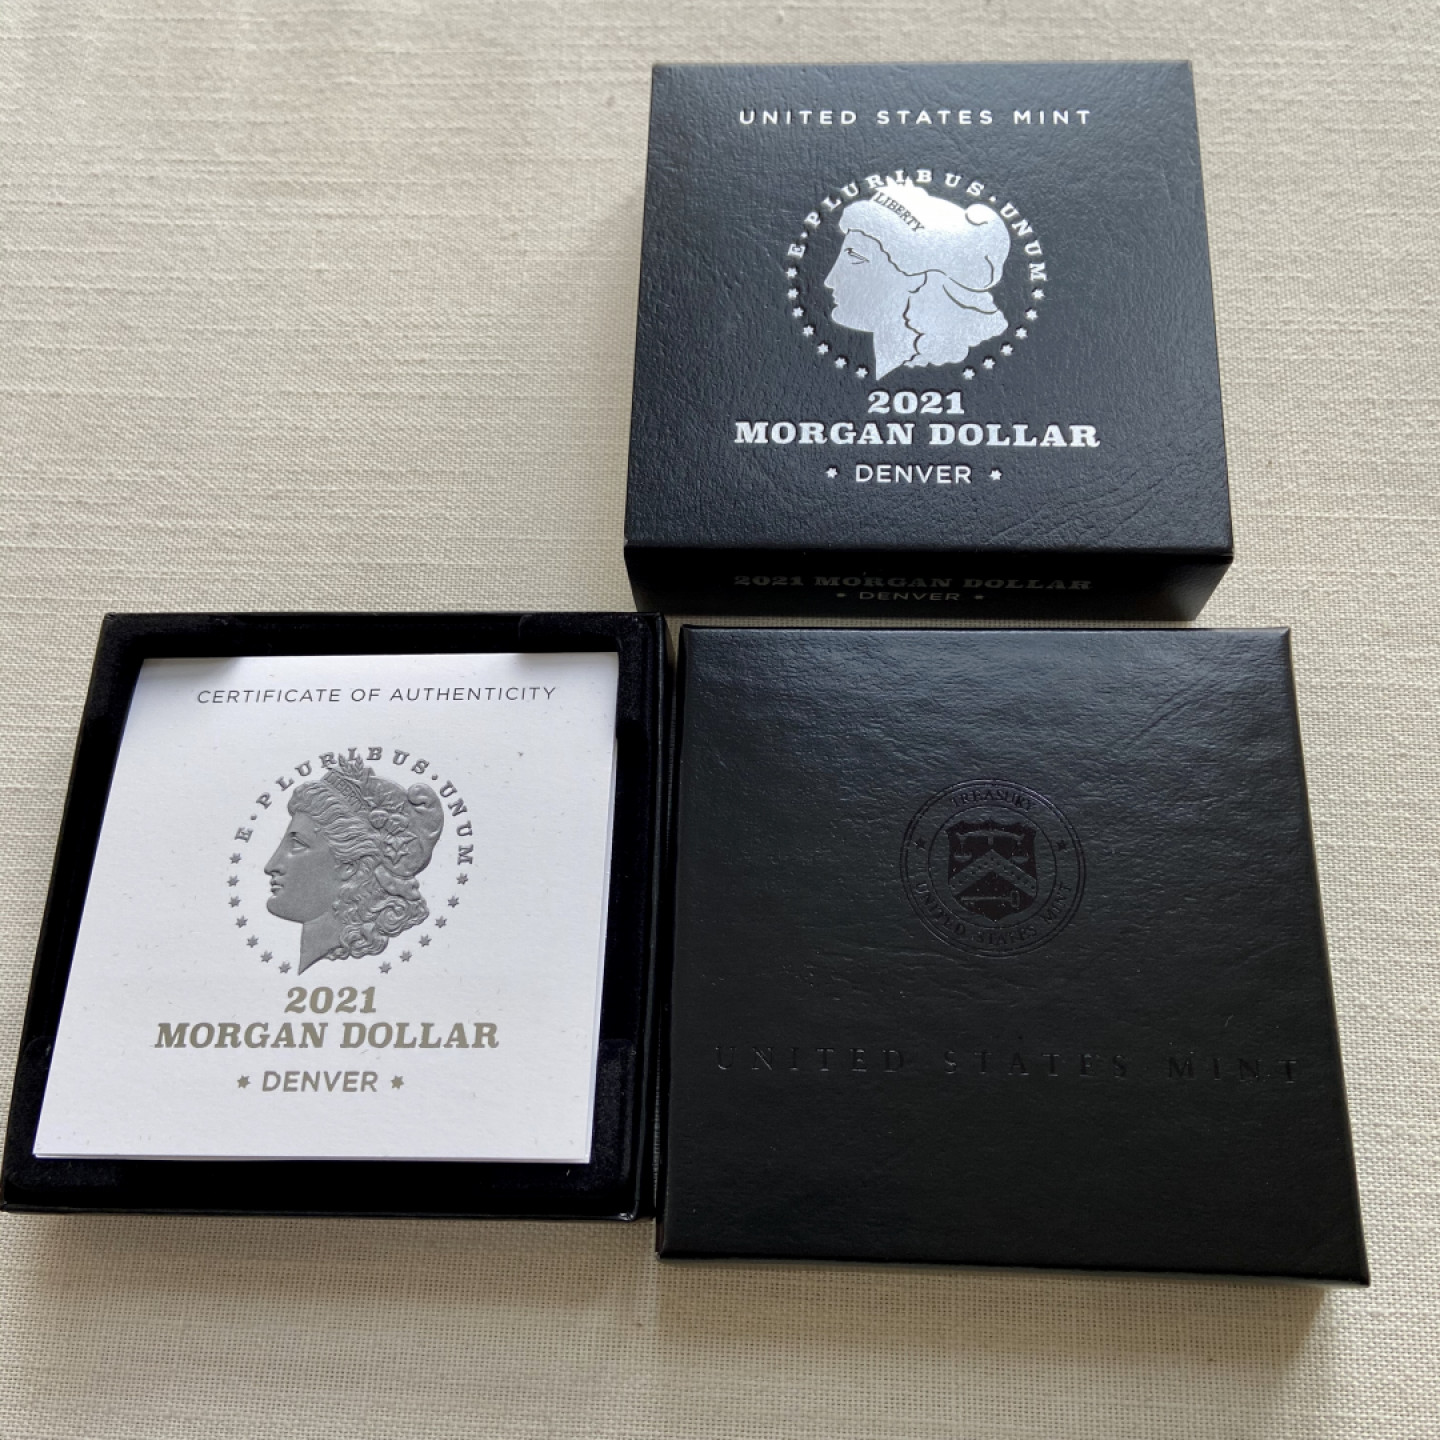 UNITED STATES MINT
E · PLURIBUS · UNUM
LIBERTY
2021
MORGAN DOLLAR
* DENVER *
2021 MORGAN DOLLAR
* DENVER *
CERTIFICATE OF AUTHENTICITY
E · PLURIBUS · UNUM
2021
MORGAN DOLLAR
* DENVER *
TREASURY
UNITED STATES MINT
UNITED STATES MINT